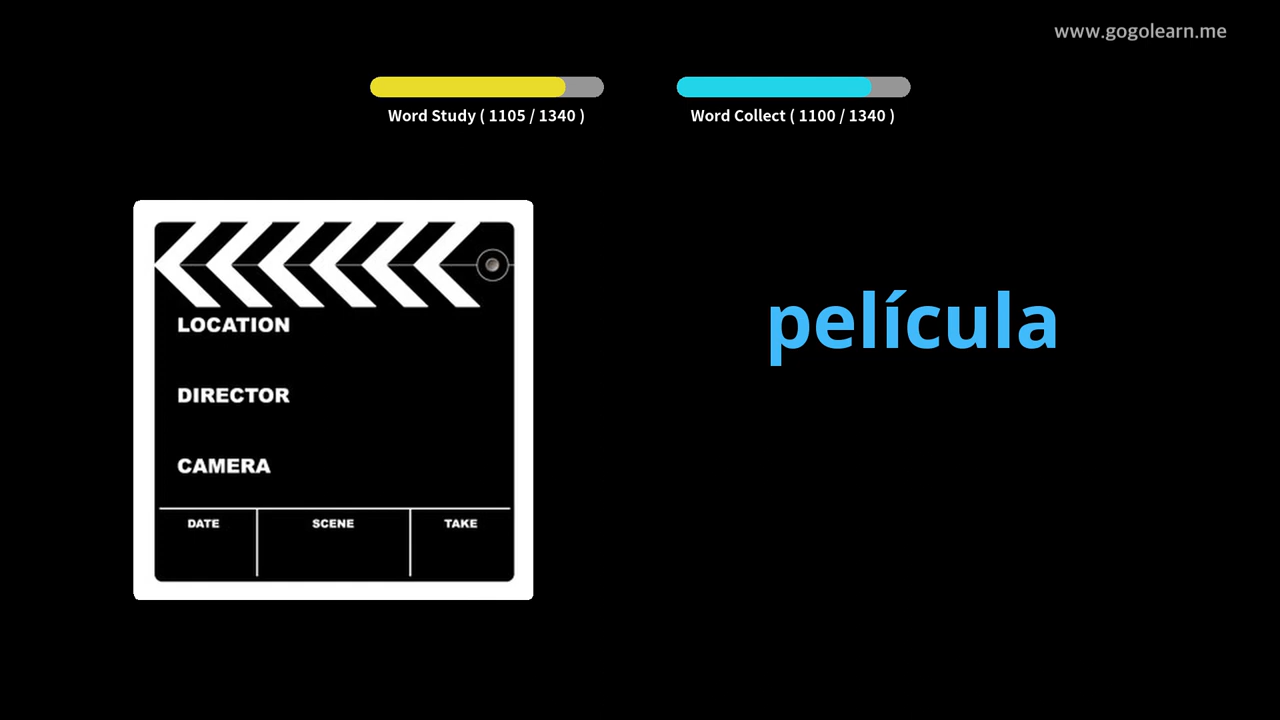 www.gogolearn.me
Word Study ( 1105 / 1340 )
Word Collect ( 1100 / 1340 )
LOCATION
DIRECTOR
CAMERA
DATE
SCENE
TAKE
película